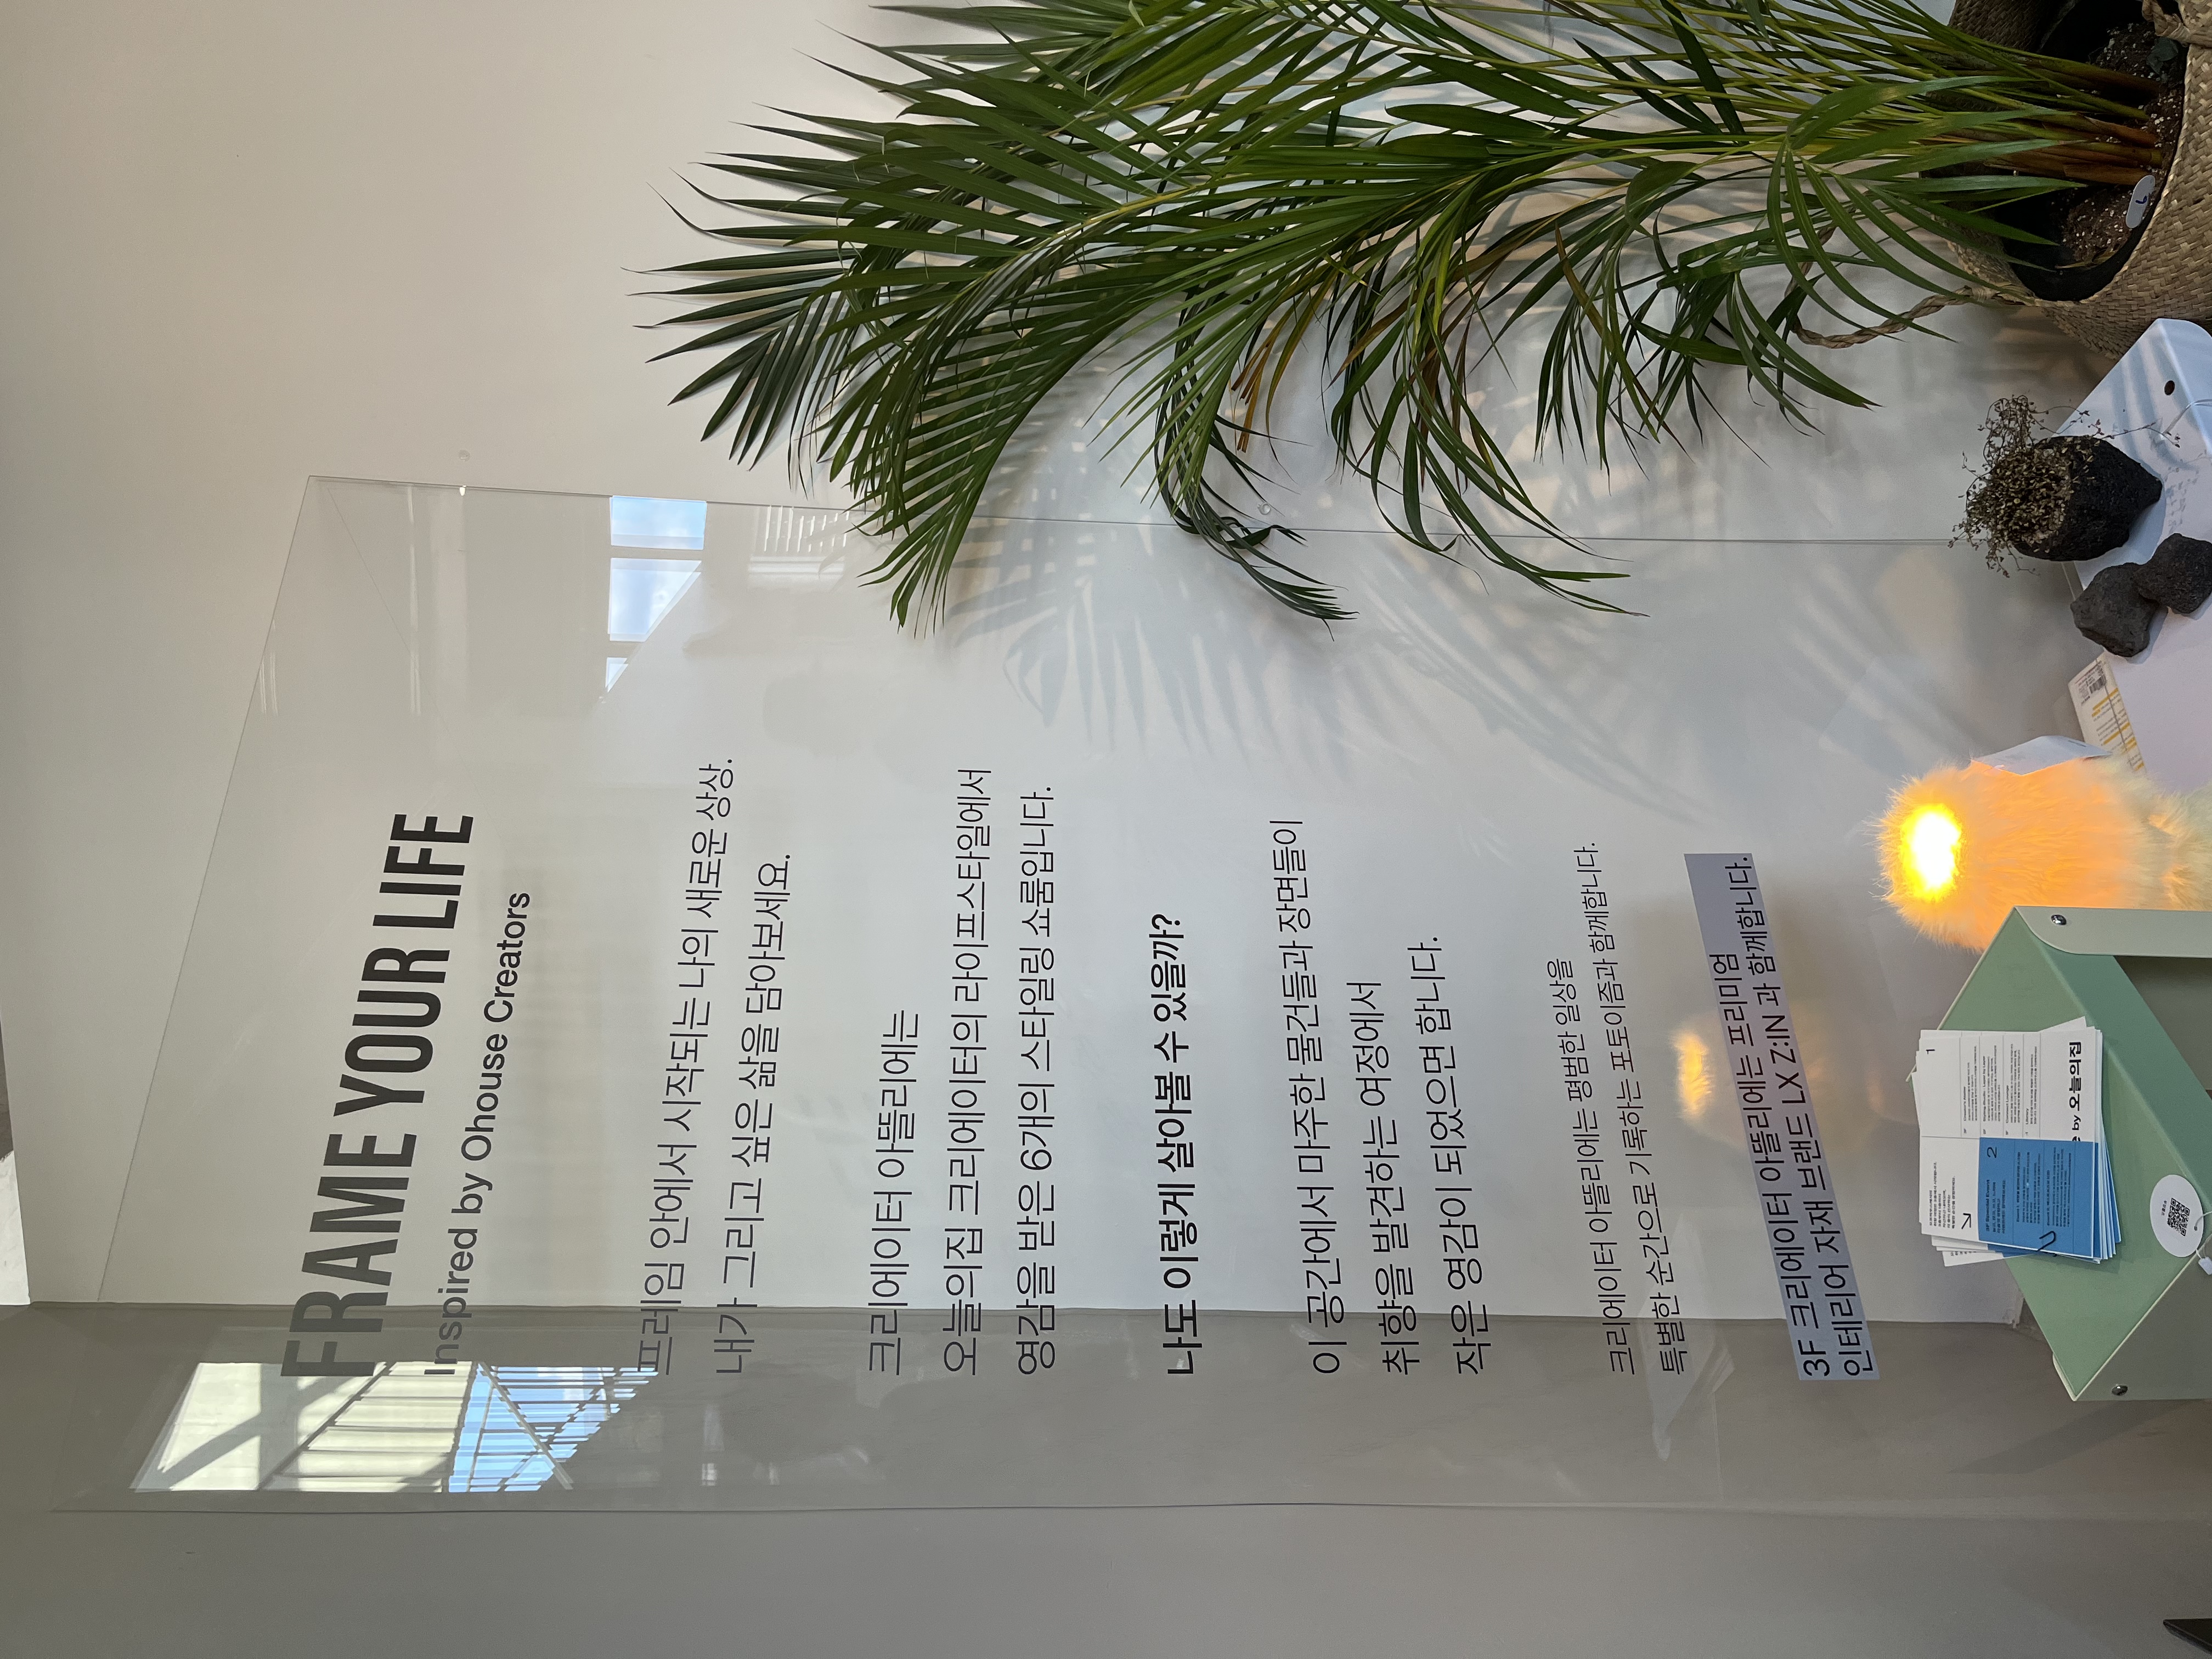 FRAME YOUR LIFE
Inspired by Ohouse Creators
프레임 안에서 시작되는 나의 새로운 상상.
내가 그리고 싶은 삶을 담아보세요.
크리에이터 아뜰리에는
오늘의집 크리에이터의 라이프스타일에서
영감을 받은 6개의 스타일링 쇼룸입니다.
나도 이렇게 살아볼 수 있을까?
이 공간에서 마주한 물건들과 장면들이
취향을 발견하는 여정에서
작은 영감이 되었으면 합니다.
크리에이터 아뜰리에는 평범한 일상을
특별한 순간으로 기록하는 포토이즘과 함께합니다.
3F 크리에이터 아뜰리에는 프리미엄
인테리어 자재 브랜드 LX Z:IN 과 함께합니다.
1
2
by 오늘의집